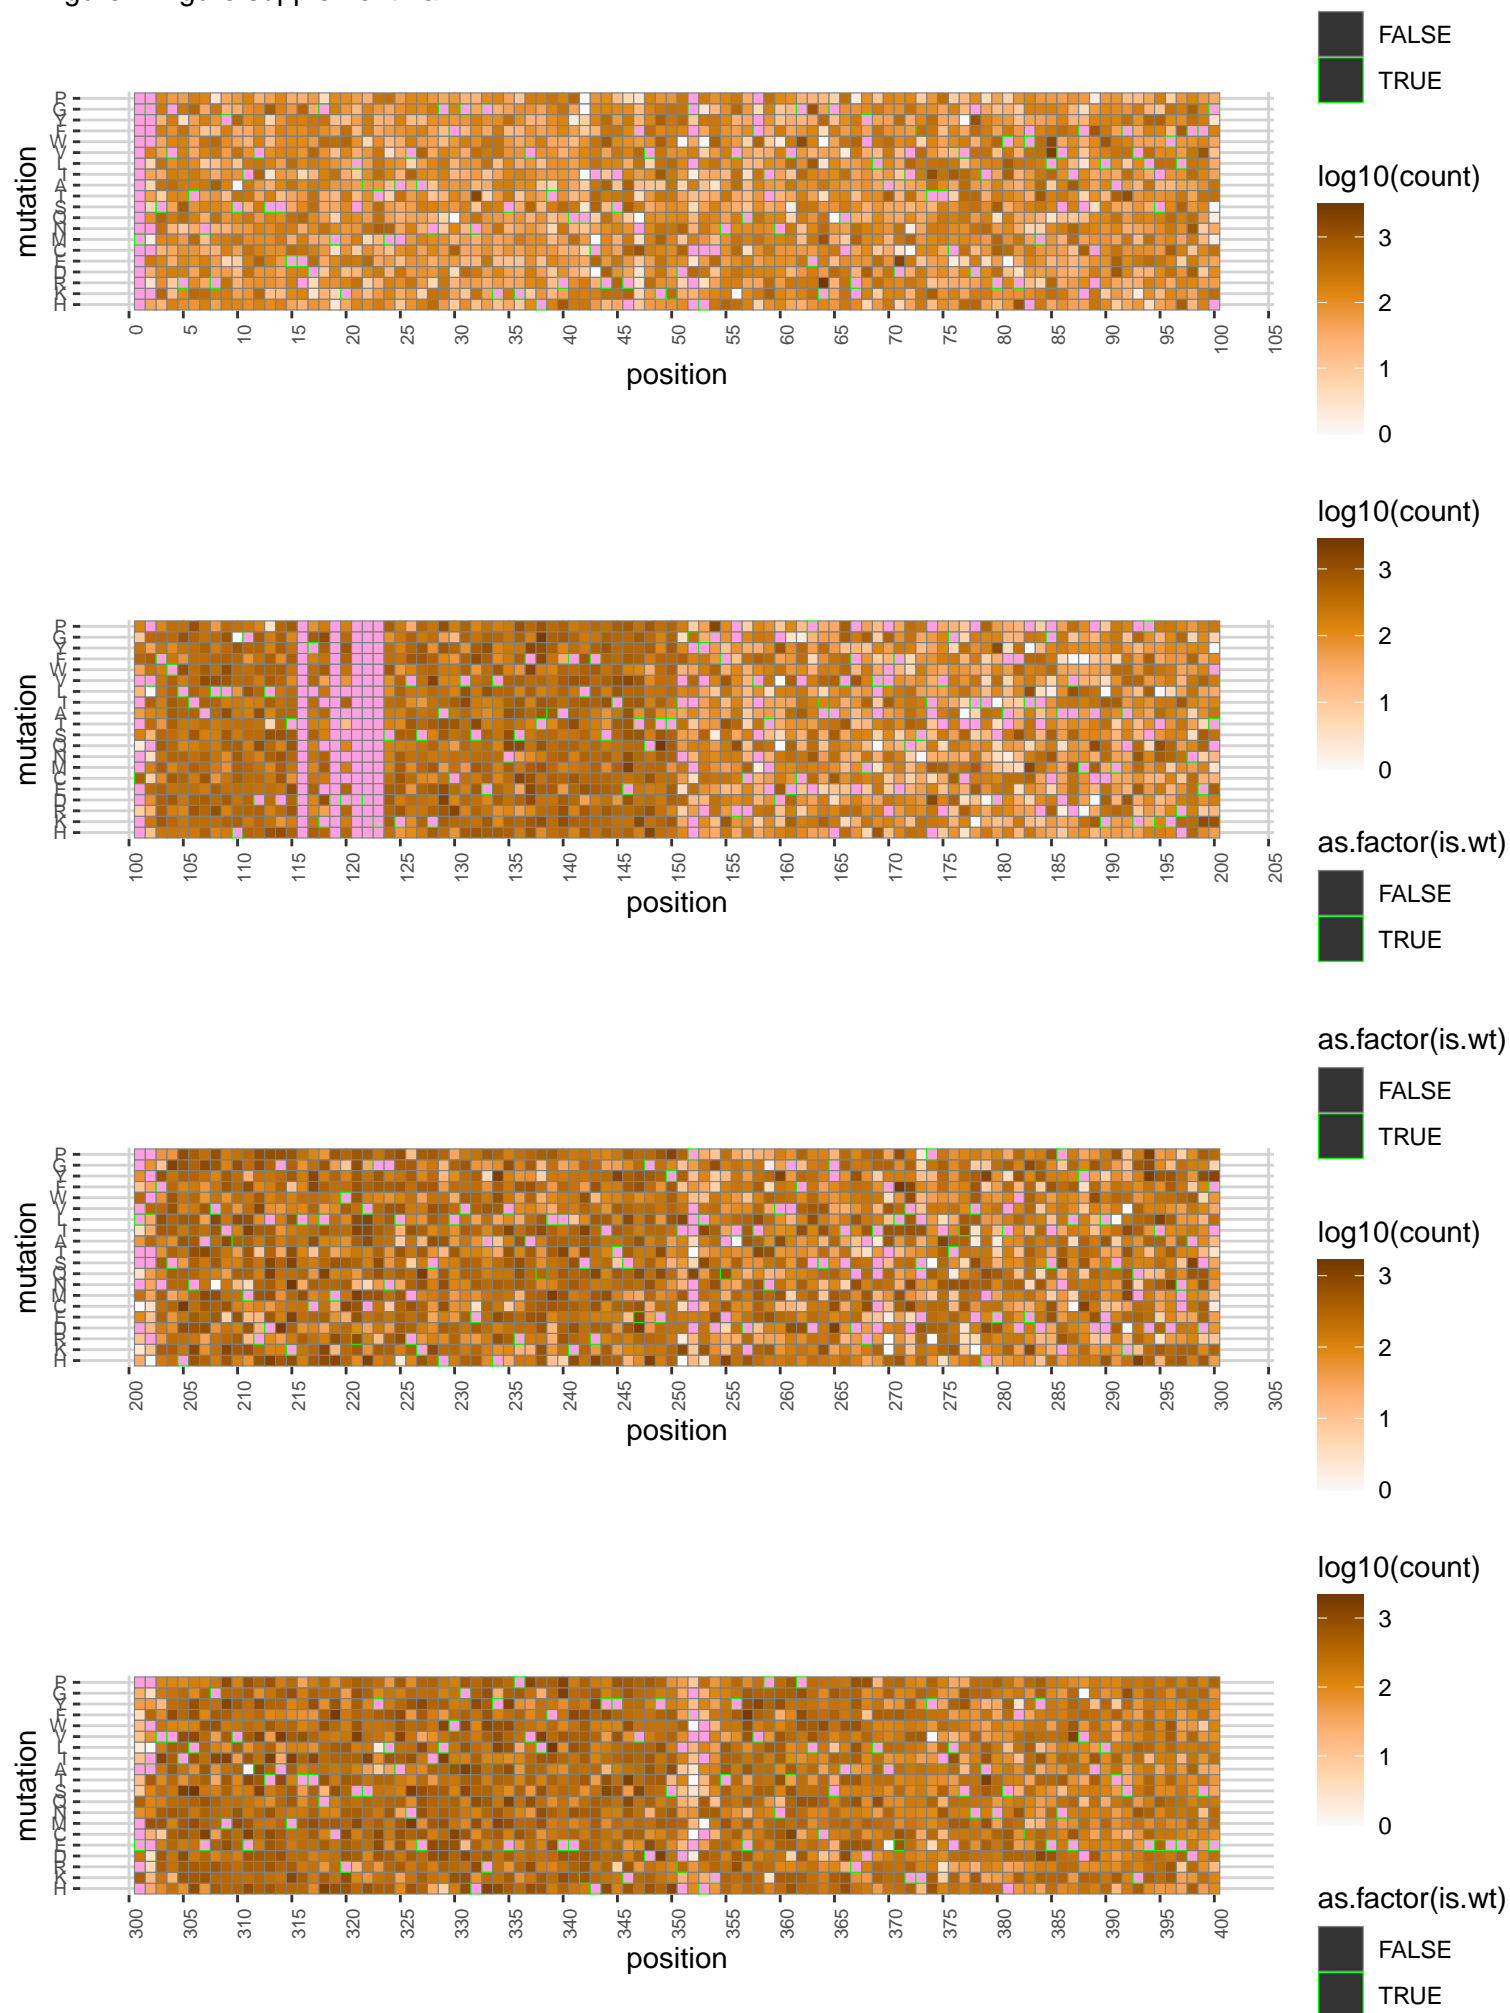 FALSE
TRUE
log10(count)
3
2
1
0
mutation
P
G
Y
F
W
V
L
I
A
T
S
Q
N
M
C
E
D
R
K
H
0 5 10 15 20 25 30 35 40 45 50 55 60 65 70 75 80 85 90 95 100 105
position
log10(count)
3
2
1
0
as.factor(is.wt)
FALSE
TRUE
mutation
P
G
Y
F
W
V
L
I
A
T
S
Q
N
M
C
E
D
R
K
H
100 105 110 115 120 125 130 135 140 145 150 155 160 165 170 175 180 185 190 195 200 205
position
as.factor(is.wt)
FALSE
TRUE
log10(count)
3
2
1
0
mutation
P
G
Y
F
W
V
L
I
A
T
S
Q
N
M
C
E
D
R
K
H
200 205 210 215 220 225 230 235 240 245 250 255 260 265 270 275 280 285 290 295 300 305
position
log10(count)
3
2
1
0
as.factor(is.wt)
FALSE
TRUE
mutation
P
G
Y
F
W
V
L
I
A
T
S
Q
N
M
C
E
D
R
K
H
300 305 310 315 320 325 330 335 340 345 350 355 360 365 370 375 380 385 390 395 400
position